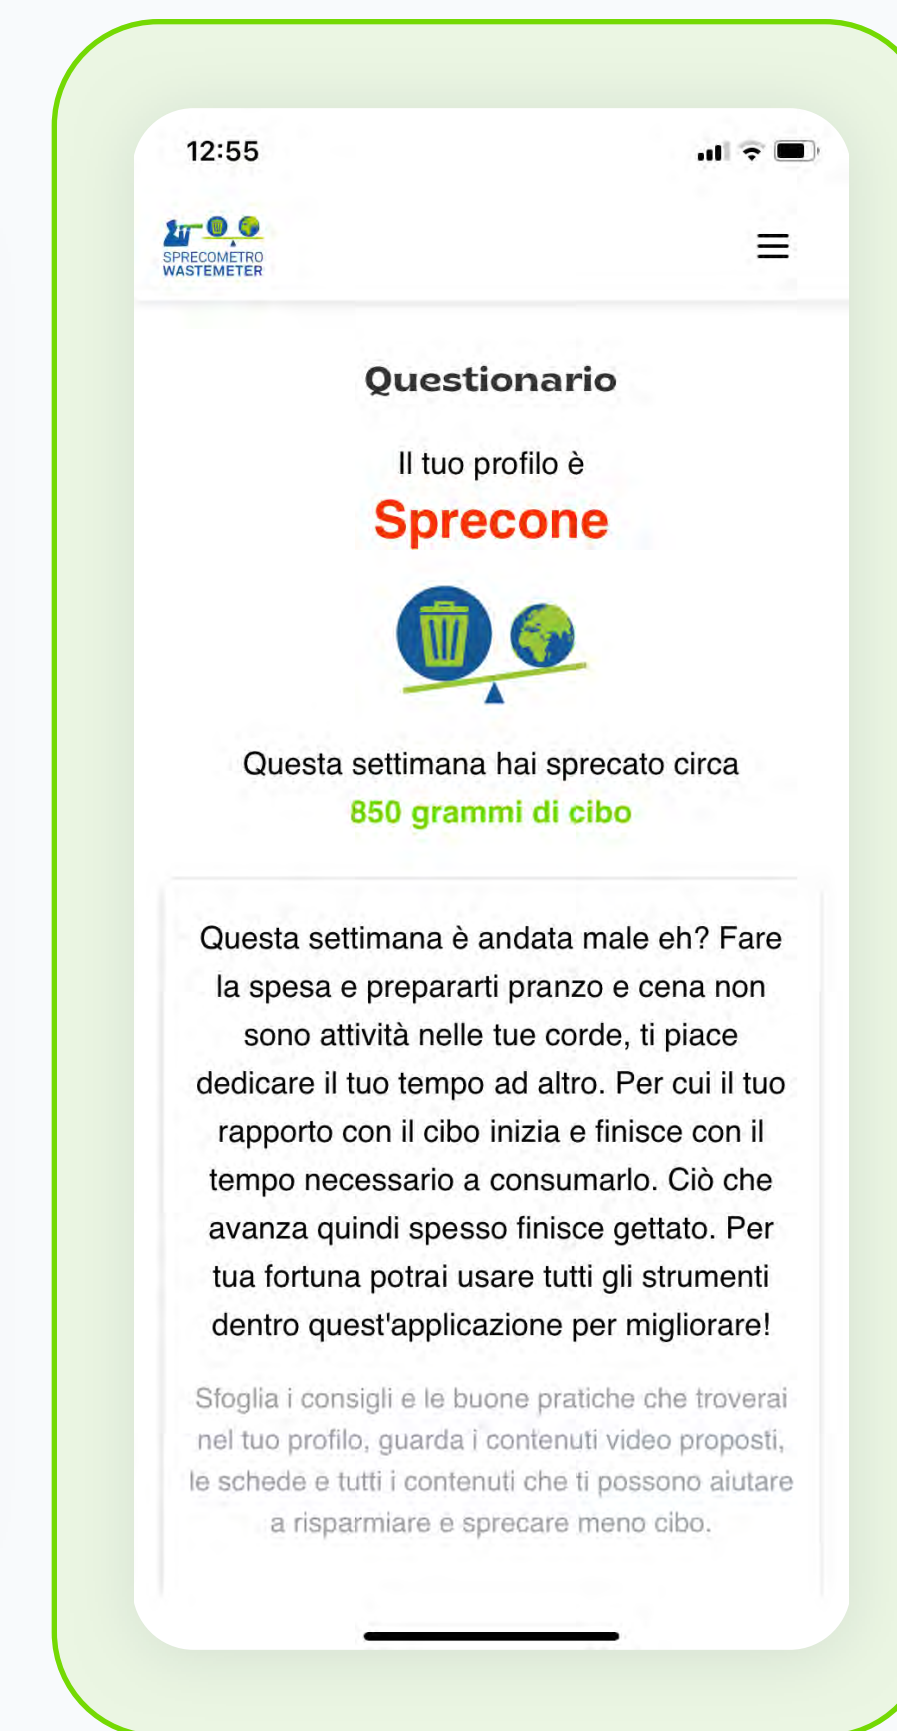 12:55
SPRECOMETRO
WASTEMETER
Questionario
Il tuo profilo è
Sprecone
Questa settimana hai sprecato circa
850 grammi di cibo
Questa settimana è andata male eh? Fare
la spesa e prepararti pranzo e cena non
sono attività nelle tue corde, ti piace
dedicare il tuo tempo ad altro. Per cui il tuo
rapporto con il cibo inizia e finisce con il
tempo necessario a consumarlo. Ciò che
avanza quindi spesso finisce gettato. Per
tua fortuna potrai usare tutti gli strumenti
dentro quest'applicazione per migliorare!
Sfoglia i consigli e le buone pratiche che troverai
nel tuo profilo, guarda i contenuti video proposti,
le schede e tutti i contenuti che ti possono aiutare
a risparmiare e sprecare meno cibo.